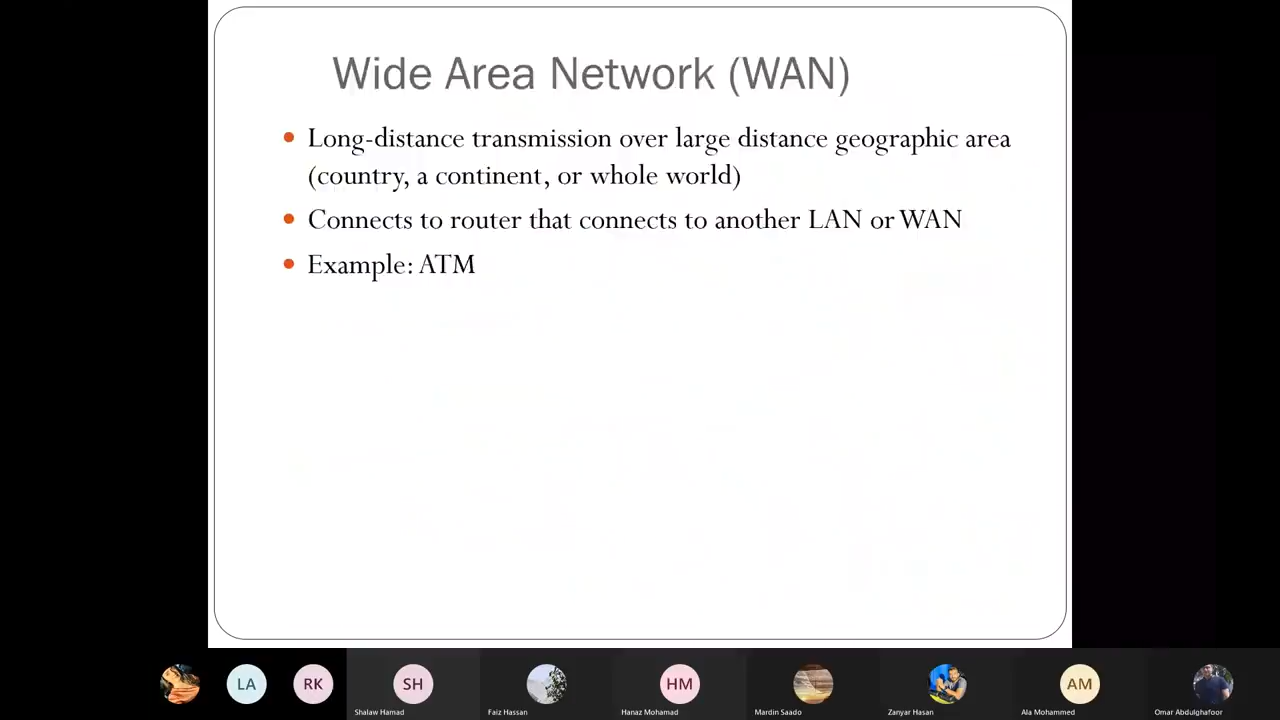 Wide Area Network (WAN)
Long-distance transmission over large distance geographic area
(country, a continent, or whole world)
Connects to router that connects to another LAN or WAN
Example: ATM
LA
RK
SH
HM
AM
Shalaw Hamad
Faiz Hassan
Hanaz Mohamad
Mardin Saado
Zanyar Hasan
Ala Mohammed
Omar Abdulghafoor